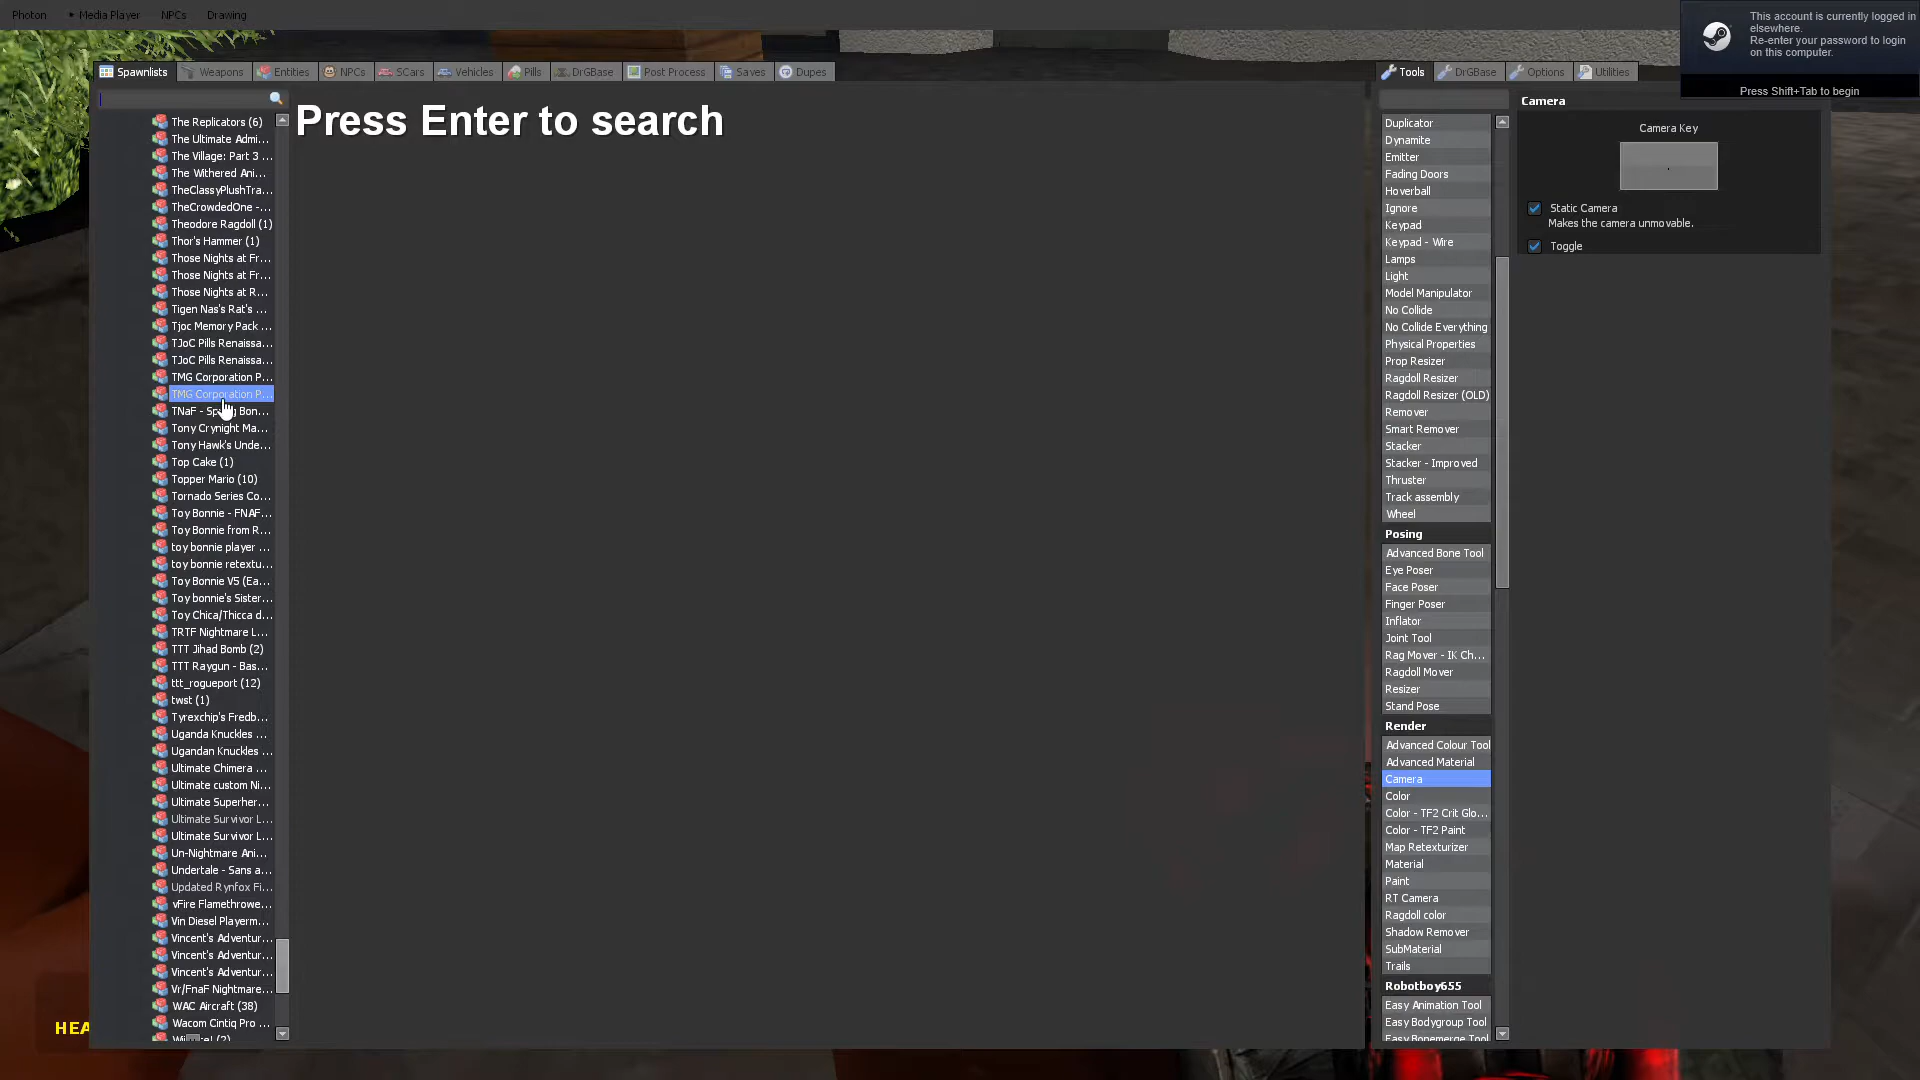 Photon
Media Player
NPCs
Drawing
This account is currently logged in
elsewhere.
Re-enter your password to login
on this computer.
Press Shift+Tab to begin
Spawnlists
Weapons
Entities
NPCs
SCars
Vehicles
Pills
DrGBase
Post Process
Saves
Dupes
Tools
DrGBase
Options
Utilities
Press Enter to search
The Replicators (6)
The Ultimate Admi...
The Village: Part 3 ...
The Withered Ani...
TheClassyPlushTra...
TheCrowdedOne -...
Theodore Ragdoll (1)
Thor's Hammer (1)
Those Nights at Fr...
Those Nights at Fr...
Those Nights at R...
Tigen Nas's Rat's ...
Tjoc Memory Pack ...
TJoC Pills Renaissa...
TJoC Pills Renaissa...
TMG Corporation P...
TMG Corporation P...
TNaF - Spring Bon...
Tony Crynight Ma...
Tony Hawk's Unde...
Top Cake (1)
Topper Mario (10)
Tornado Series Co...
Toy Bonnie - FNAF...
Toy Bonnie from R...
toy bonnie player ...
toy bonnie retextu...
Toy Bonnie V5 (Ea...
Toy bonnie's Sister...
Toy Chica/Thicca d...
TRTF Nightmare L...
TTT Jihad Bomb (2)
TTT Raygun - Bas...
ttt_rogueport (12)
twst (1)
Tyrexchip's Fredb...
Uganda Knuckles ...
Ugandan Knuckles ...
Ultimate Chimera ...
Ultimate custom Ni...
Ultimate Superher...
Ultimate Survivor L...
Ultimate Survivor L...
Un-Nightmare Ani...
Undertale - Sans a...
Updated Rynfox Fi...
vFire Flamethrowe...
Vin Diesel Playerm...
Vincent's Adventur...
Vincent's Adventur...
Vincent's Adventur...
Vr/FnaF Nightmare...
WAC Aircraft (38)
Wacom Cintiq Pro ...
HEA
Duplicator
Dynamite
Emitter
Fading Doors
Hoverball
Ignore
Keypad
Keypad - Wire
Lamps
Light
Model Manipulator
No Collide
No Collide Everything
Physical Properties
Prop Resizer
Ragdoll Resizer
Ragdoll Resizer (OLD)
Remover
Smart Remover
Stacker
Stacker - Improved
Thruster
Track assembly
Wheel
Posing
Advanced Bone Tool
Eye Poser
Face Poser
Finger Poser
Inflator
Joint Tool
Rag Mover - IK Ch...
Ragdoll Mover
Resizer
Stand Pose
Render
Advanced Colour Tool
Advanced Material
Camera
Color
Color - TF2 Crit Glo...
Color - TF2 Paint
Map Retexturizer
Material
Paint
RT Camera
Ragdoll color
Shadow Remover
SubMaterial
Trails
Robotboy655
Easy Animation Tool
Easy Bodygroup Tool
Easy Bonemerge Tool
Camera
Camera Key
Static Camera
Makes the camera unmovable.
Toggle